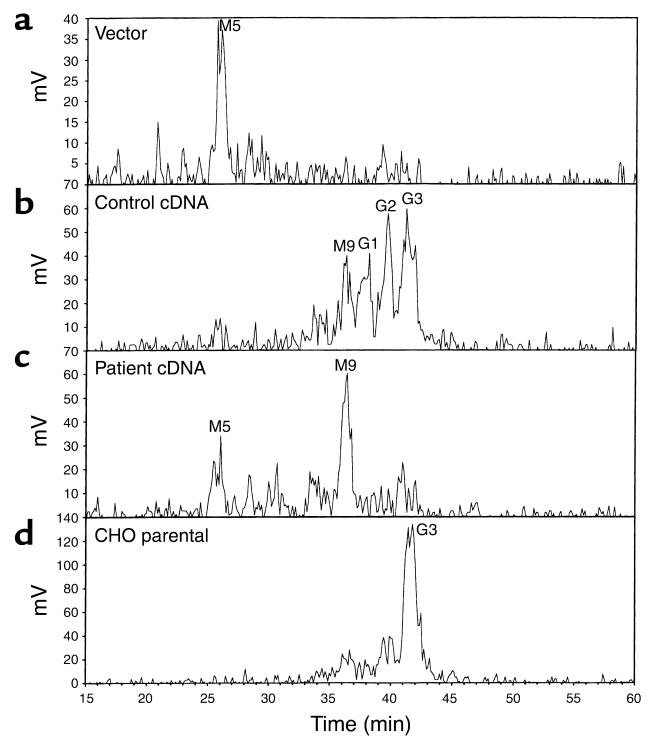 a
Vector
M5
mV
40
35
30
25
20
15
10
5
70
b
Control cDNA
M9
G1
G2
G3
mV
60
50
40
30
20
10
70
c
Patient cDNA
M5
M9
mV
60
50
40
30
20
10
140
d
CHO parental
G3
mV
120
100
80
60
40
20
0
15 20 25 30 35 40 45 50 55 60
Time (min)